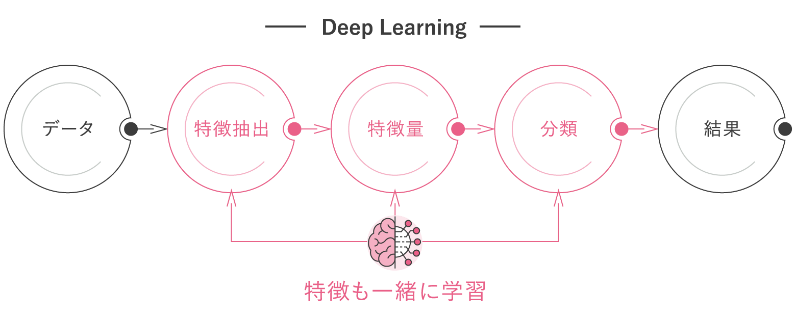 Deep Learning
データ
特徴抽出
特徴量
分類
結果
特徴も一緒に学習